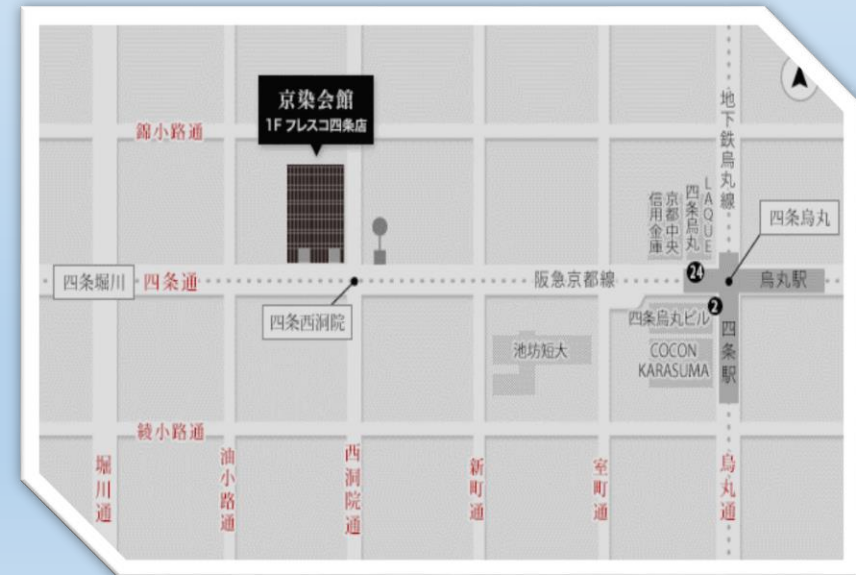 京染会館
1F フレスコ四条店
錦小路通
地下鉄烏丸線
LAQUE
四条烏丸
京都中央
信用金庫
四条烏丸
四条堀川
四条通
阪急京都線
24
烏丸駅
四条西洞院
2
四条烏丸ビル
四条駅
池坊短大
COCON
KARASUMA
綾小路通
堀川通
油小路通
西洞院通
新町通
室町通
烏丸通